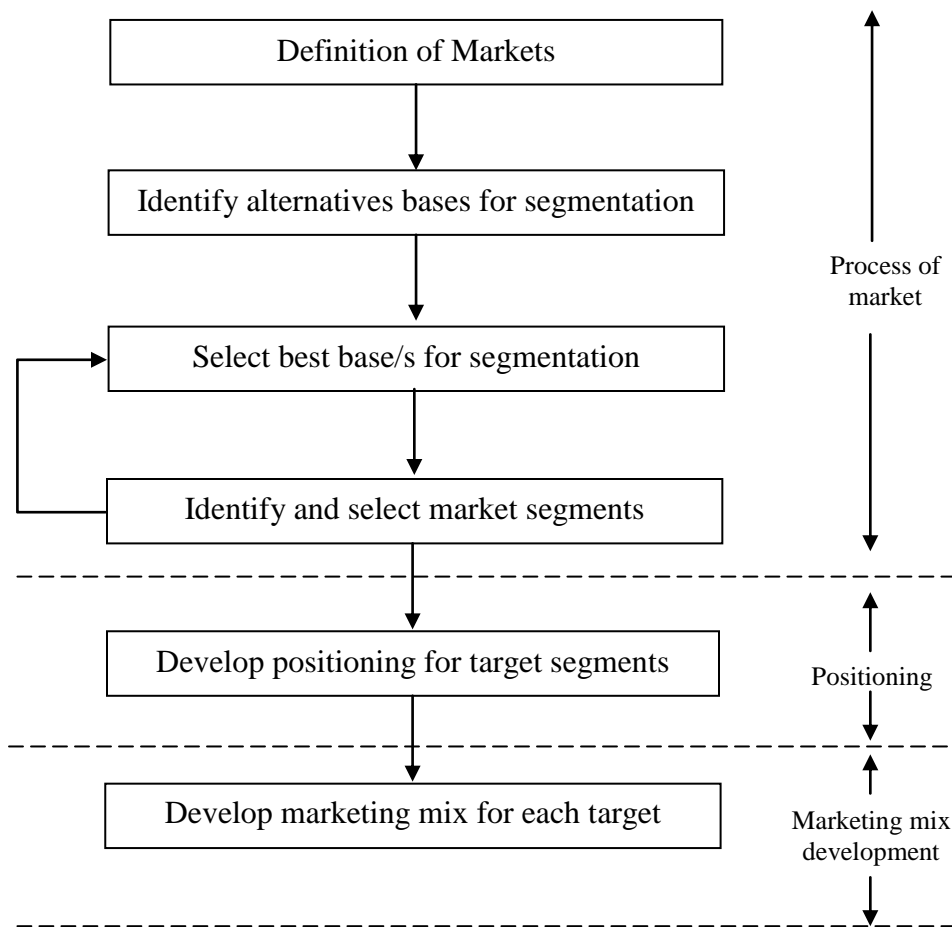 Definition of Markets
Identify alternatives bases for segmentation
Process of
market
Select best base/s for segmentation
Identify and select market segments
Develop positioning for target segments
Positioning
Develop marketing mix for each target
Marketing mix
development